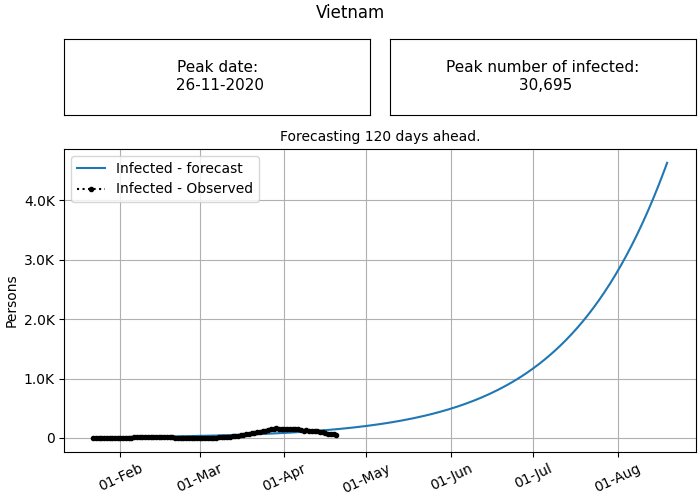 Vietnam
Peak date:
26-11-2020
Peak number of infected:
30,695
Forecasting 120 days ahead.
Infected - forecast
Infected - Observed
4.0K
3.0K
2.0K
1.0K
0
Persons
01-Feb
01-Mar
01-Apr
01-May
01-Jun
01-Jul
01-Aug